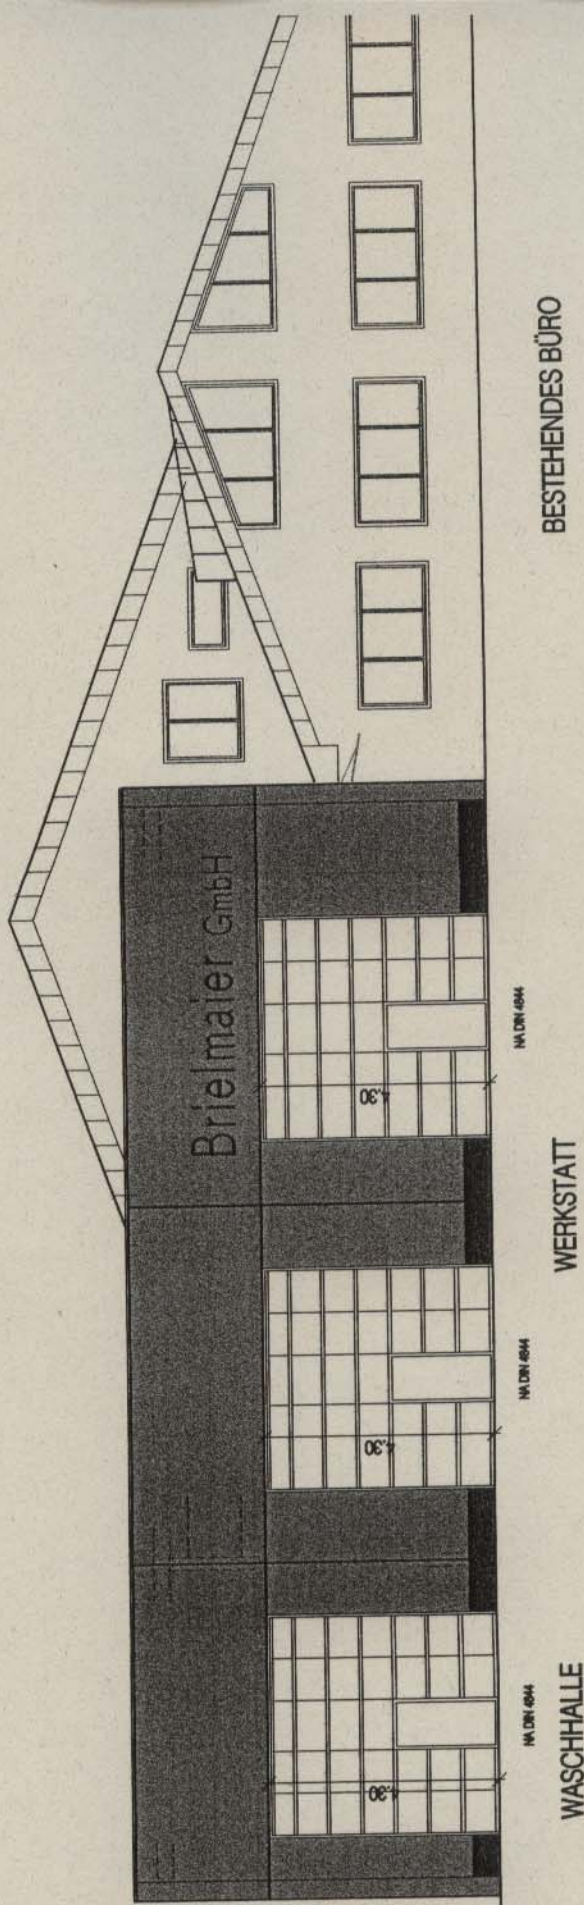 Brielmaier GmbH
4,30
4,30
4,30
NA DIN 4844
NA DIN 4844
NA DIN 4844
WASCHHALLE
WERKSTATT
BESTEHENDES BÜRO